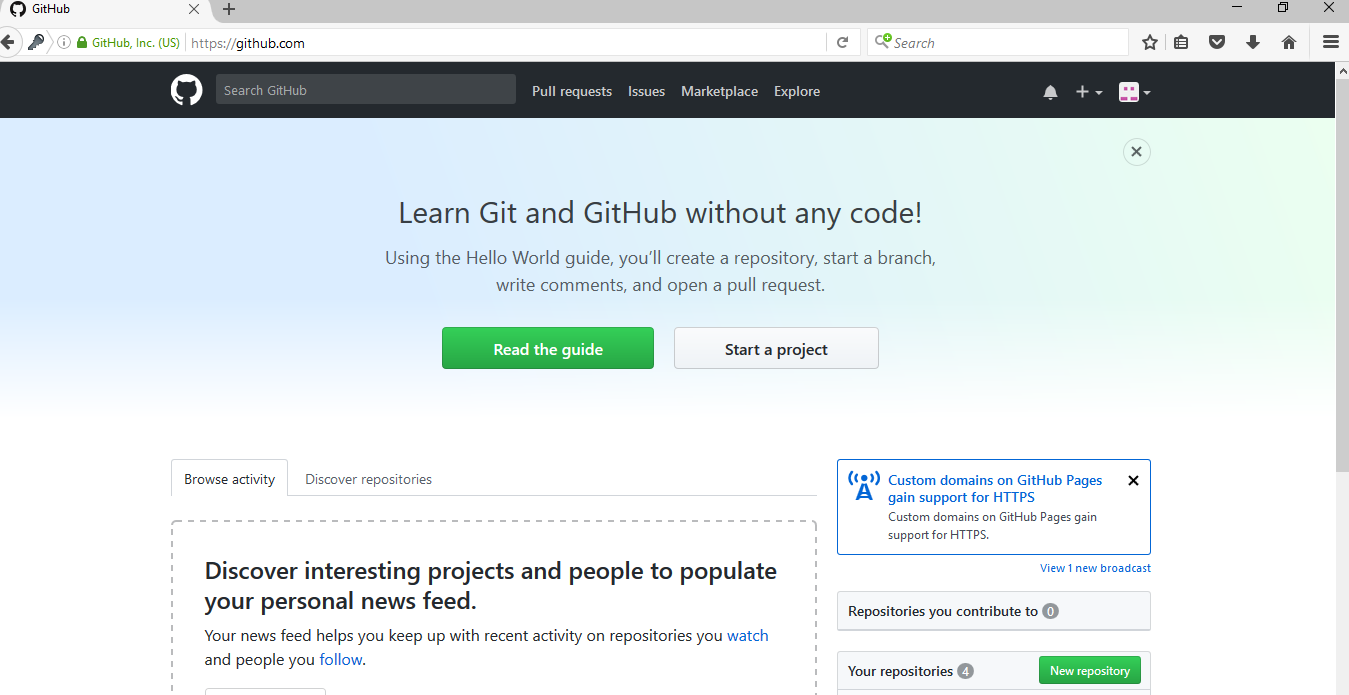 GitHub
GitHub, Inc. (US)
https://github.com
Search
Search GitHub
Pull requests
Issues
Marketplace
Explore
Learn Git and GitHub without any code!
Using the Hello World guide, you’ll create a repository, start a branch,
write comments, and open a pull request.
Read the guide
Start a project
Browse activity
Discover repositories
Discover interesting projects and people to populate
your personal news feed.
Your news feed helps you keep up with recent activity on repositories you watch
and people you follow.
Custom domains on GitHub Pages
gain support for HTTPS
Custom domains on GitHub Pages gain
support for HTTPS.
View 1 new broadcast
Repositories you contribute to 0
Your repositories 4
New repository